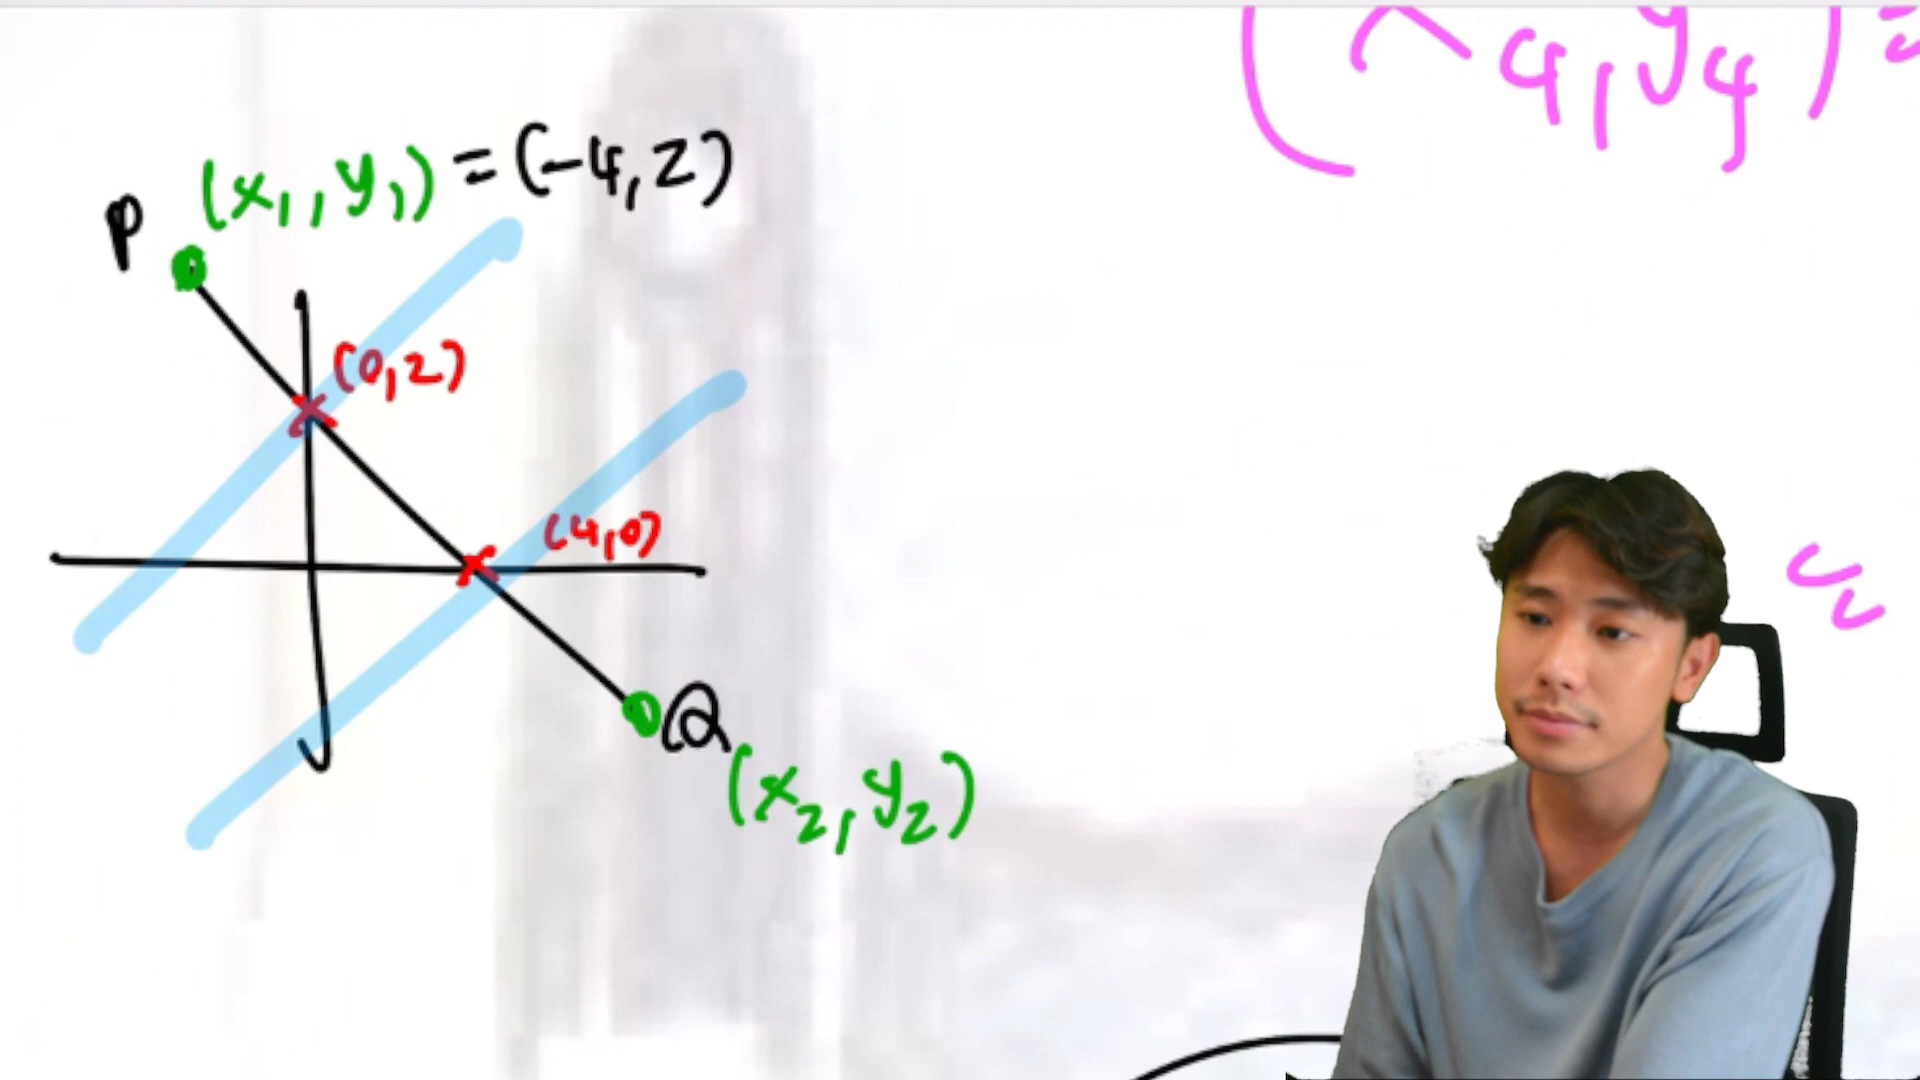 (x₄, y₄) =
P (x₁, y₁) = (-4, 2)
(0, 2)
(4, 0)
Q
(x₂, y₂)